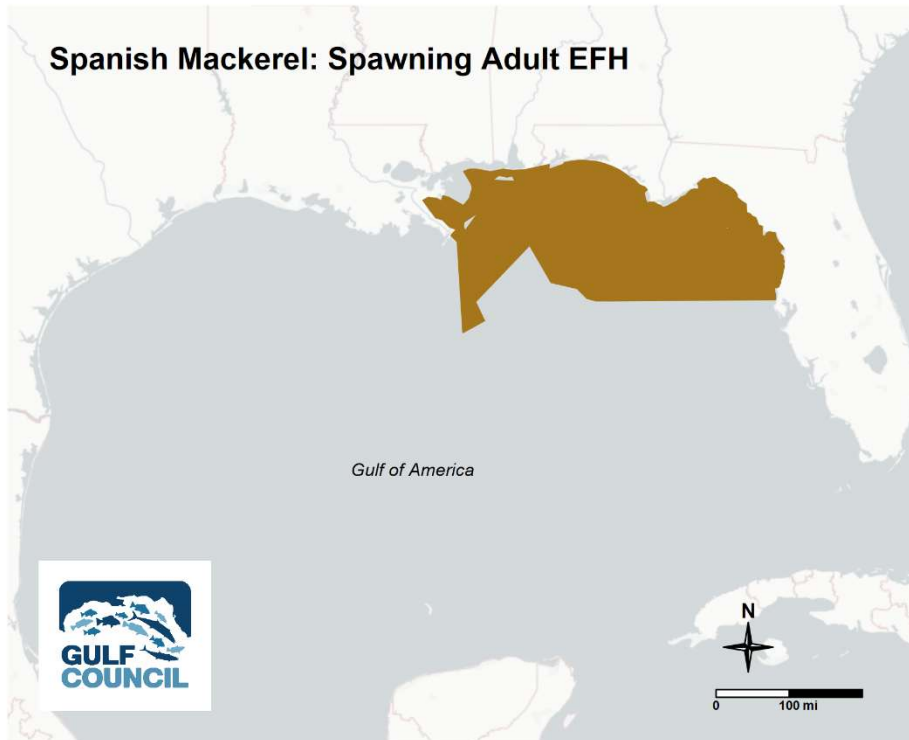 Spanish Mackerel: Spawning Adult EFH
Gulf of America
GULF
COUNCIL
N
0 100 mi